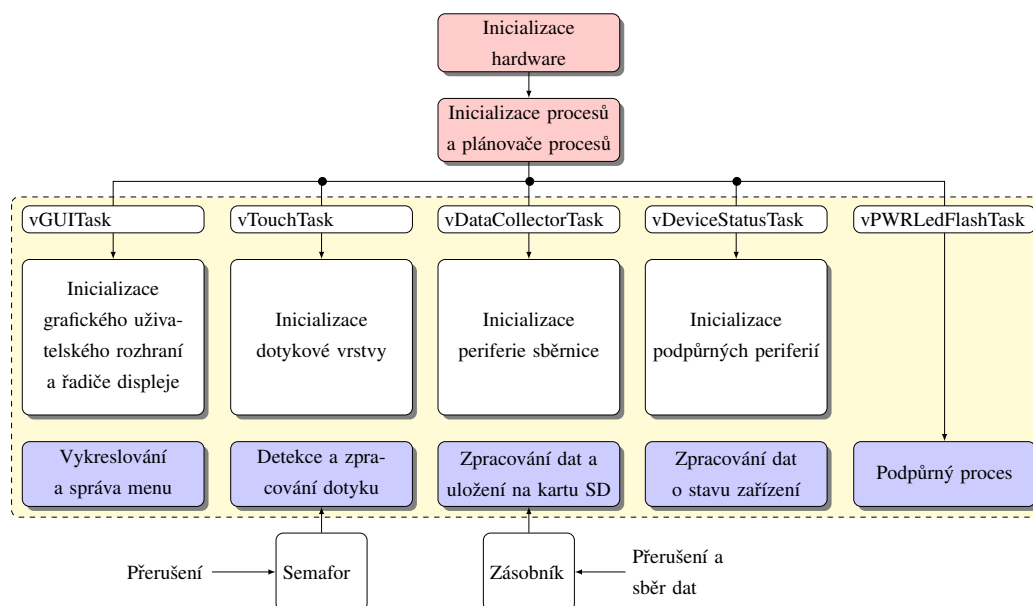 Inicializace
hardware
Inicializace procesů
a plánovače procesů
vGUITask
vTouchTask
vDataCollectorTask
vDeviceStatusTask
vPWRLedFlashTask
Inicializace
grafického uživa-
telského rozhraní
a řadiče displeje
Inicializace
dotykové vrstvy
Inicializace
periferie sběrnice
Inicializace
podpůrných periferií
Vykreslování
a správa menu
Detekce a zpra-
cování dotyku
Zpracování dat a
uložení na kartu SD
Zpracování dat
o stavu zařízení
Podpůrný proces
Přerušení
Semafor
Zásobník
Přerušení a
sběr dat